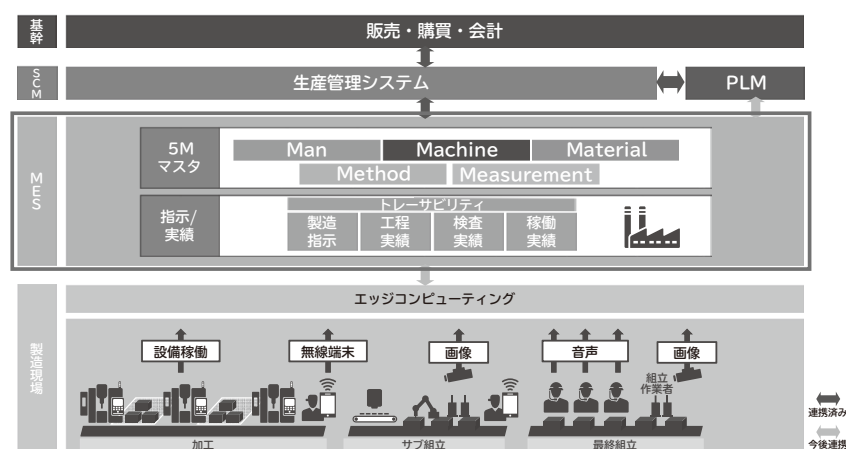 基幹
販売・購買・会計
SCM
生産管理システム
PLM
MES
5M
マスタ
Man
Machine
Material
Method
Measurement
指示/
実績
トレーサビリティ
製造
指示
工程
実績
検査
実績
稼働
実績
製造現場
エッジコンピューティング
設備稼働
無線端末
画像
音声
画像
組立
作業者
加工
サブ組立
最終組立
連携済み
今後連携